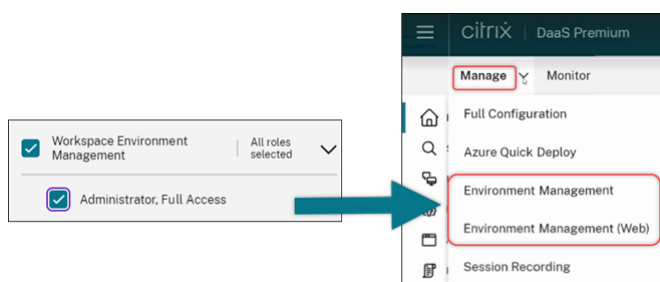 Workspace Environment
Management
All roles
selected
Administrator, Full Access
citrix | DaaS Premium
Manage Monitor
Full Configuration
Azure Quick Deploy
Environment Management
Environment Management (Web)
Session Recording